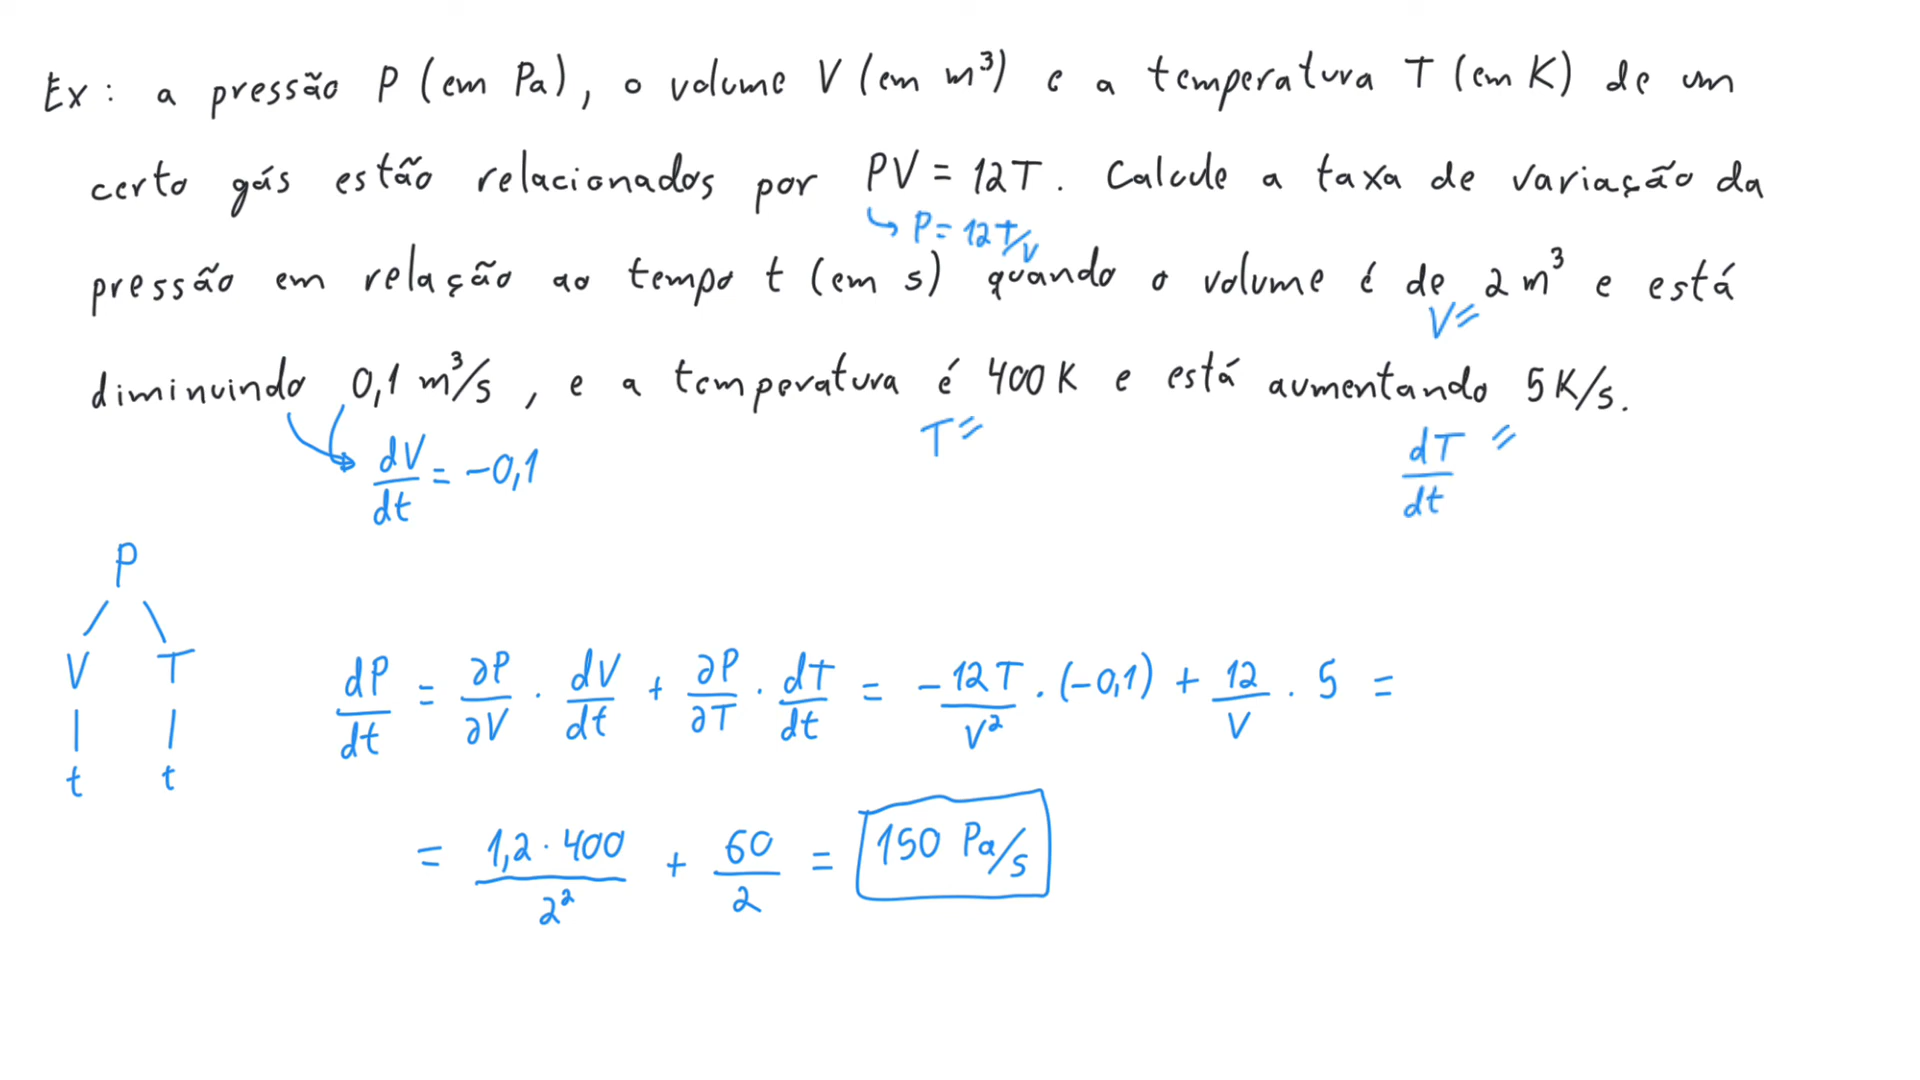 Ex: a pressão P (em Pa), o volume V (em m³) e a temperatura T (em K) de um
certo gás estão relacionados por PV = 12T. Calcule a taxa de variação da
↳ P = 12T/V
pressão em relação ao tempo t (em s) quando o volume é de 2 m³ e está
V =
diminuindo 0,1 m³/s, e a temperatura é 400 K e está aumentando 5 K/s.
dV/dt = -0,1 T = dT/dt =
P
V T
t t
dP/dt = ∂P/∂V · dV/dt + ∂P/∂T · dT/dt = -12T/V² · (-0,1) + 12/V · 5 =
= 1,2 · 400/2² + 60/2 = 150 Pa/s